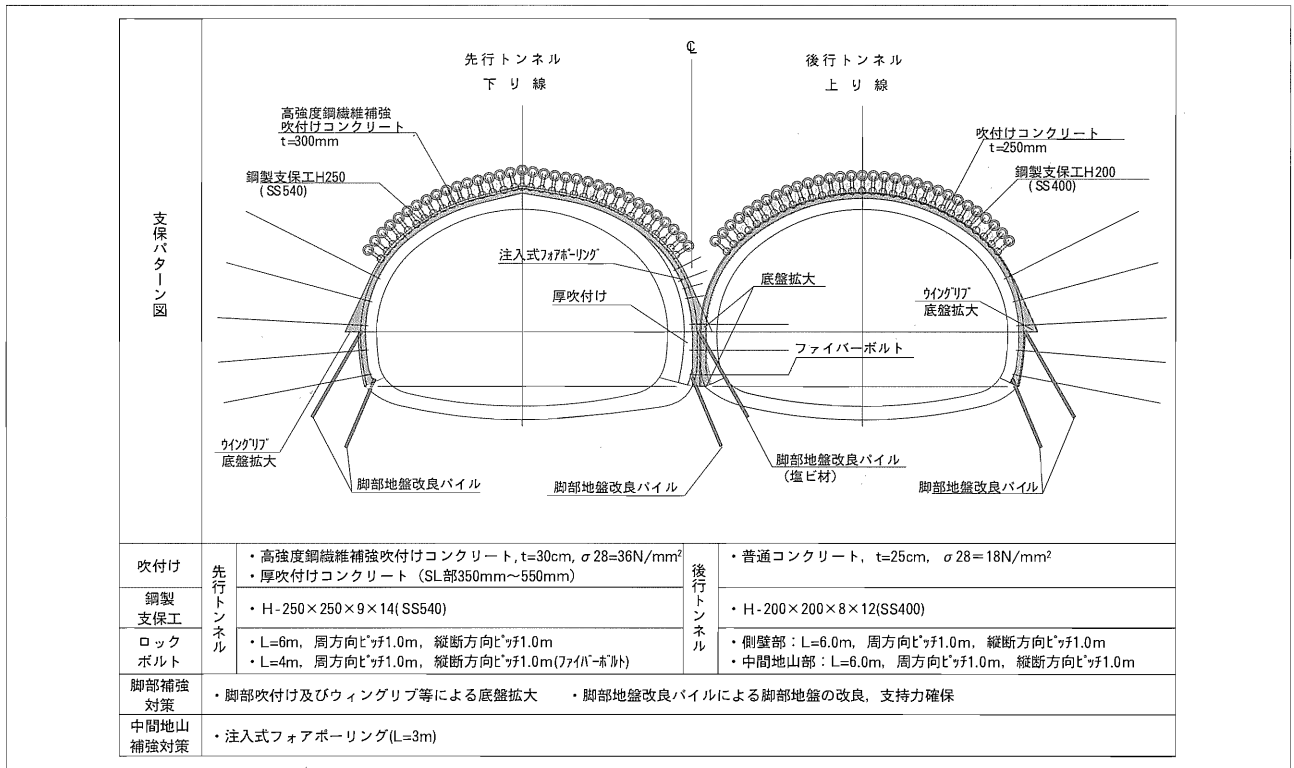 ℄
先行トンネル
下り線
後行トンネル
上り線
高強度鋼繊維補強
吹付けコンクリート
t=300mm
鋼製支保工H250
(SS540)
吹付けコンクリート
t=250mm
鋼製支保工H200
(SS400)
支保パターン図
注入式フォアポーリング
厚吹付け
底盤拡大
ウイングリブ
底盤拡大
ファイバーボルト
ウイングリブ
底盤拡大
脚部地盤改良パイル
脚部地盤改良パイル
脚部地盤改良パイル
(塩ビ材)
脚部地盤改良パイル
吹付け
先行トンネル
・高強度鋼繊維補強吹付けコンクリート, t=30cm, σ28=36N/mm²
・厚吹付けコンクリート (SL部350mm～550mm)
後行トンネル
・普通コンクリート, t=25cm, σ28=18N/mm²
鋼製
支保工
・H-250×250×9×14(SS540)
・H-200×200×8×12(SS400)
ロック
ボルト
・L=6m, 周方向ピッチ1.0m, 縦断方向ピッチ1.0m
・L=4m, 周方向ピッチ1.0m, 縦断方向ピッチ1.0m(ファイバーボルト)
・側壁部：L=6.0m, 周方向ピッチ1.0m, 縦断方向ピッチ1.0m
・中間地山部：L=6.0m, 周方向ピッチ1.0m, 縦断方向ピッチ1.0m
脚部補強
対策
・脚部吹付け及びウィングリブ等による底盤拡大 ・脚部地盤改良パイルによる脚部地盤の改良, 支持力確保
中間地山
補強対策
・注入式フォアポーリング(L=3m)